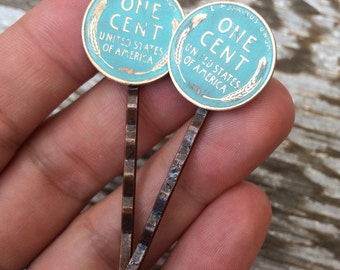 ONE
CENT
UNITED STATES
OF AMERICA
ONE
CENT
UNITED STATES
OF AMERICA